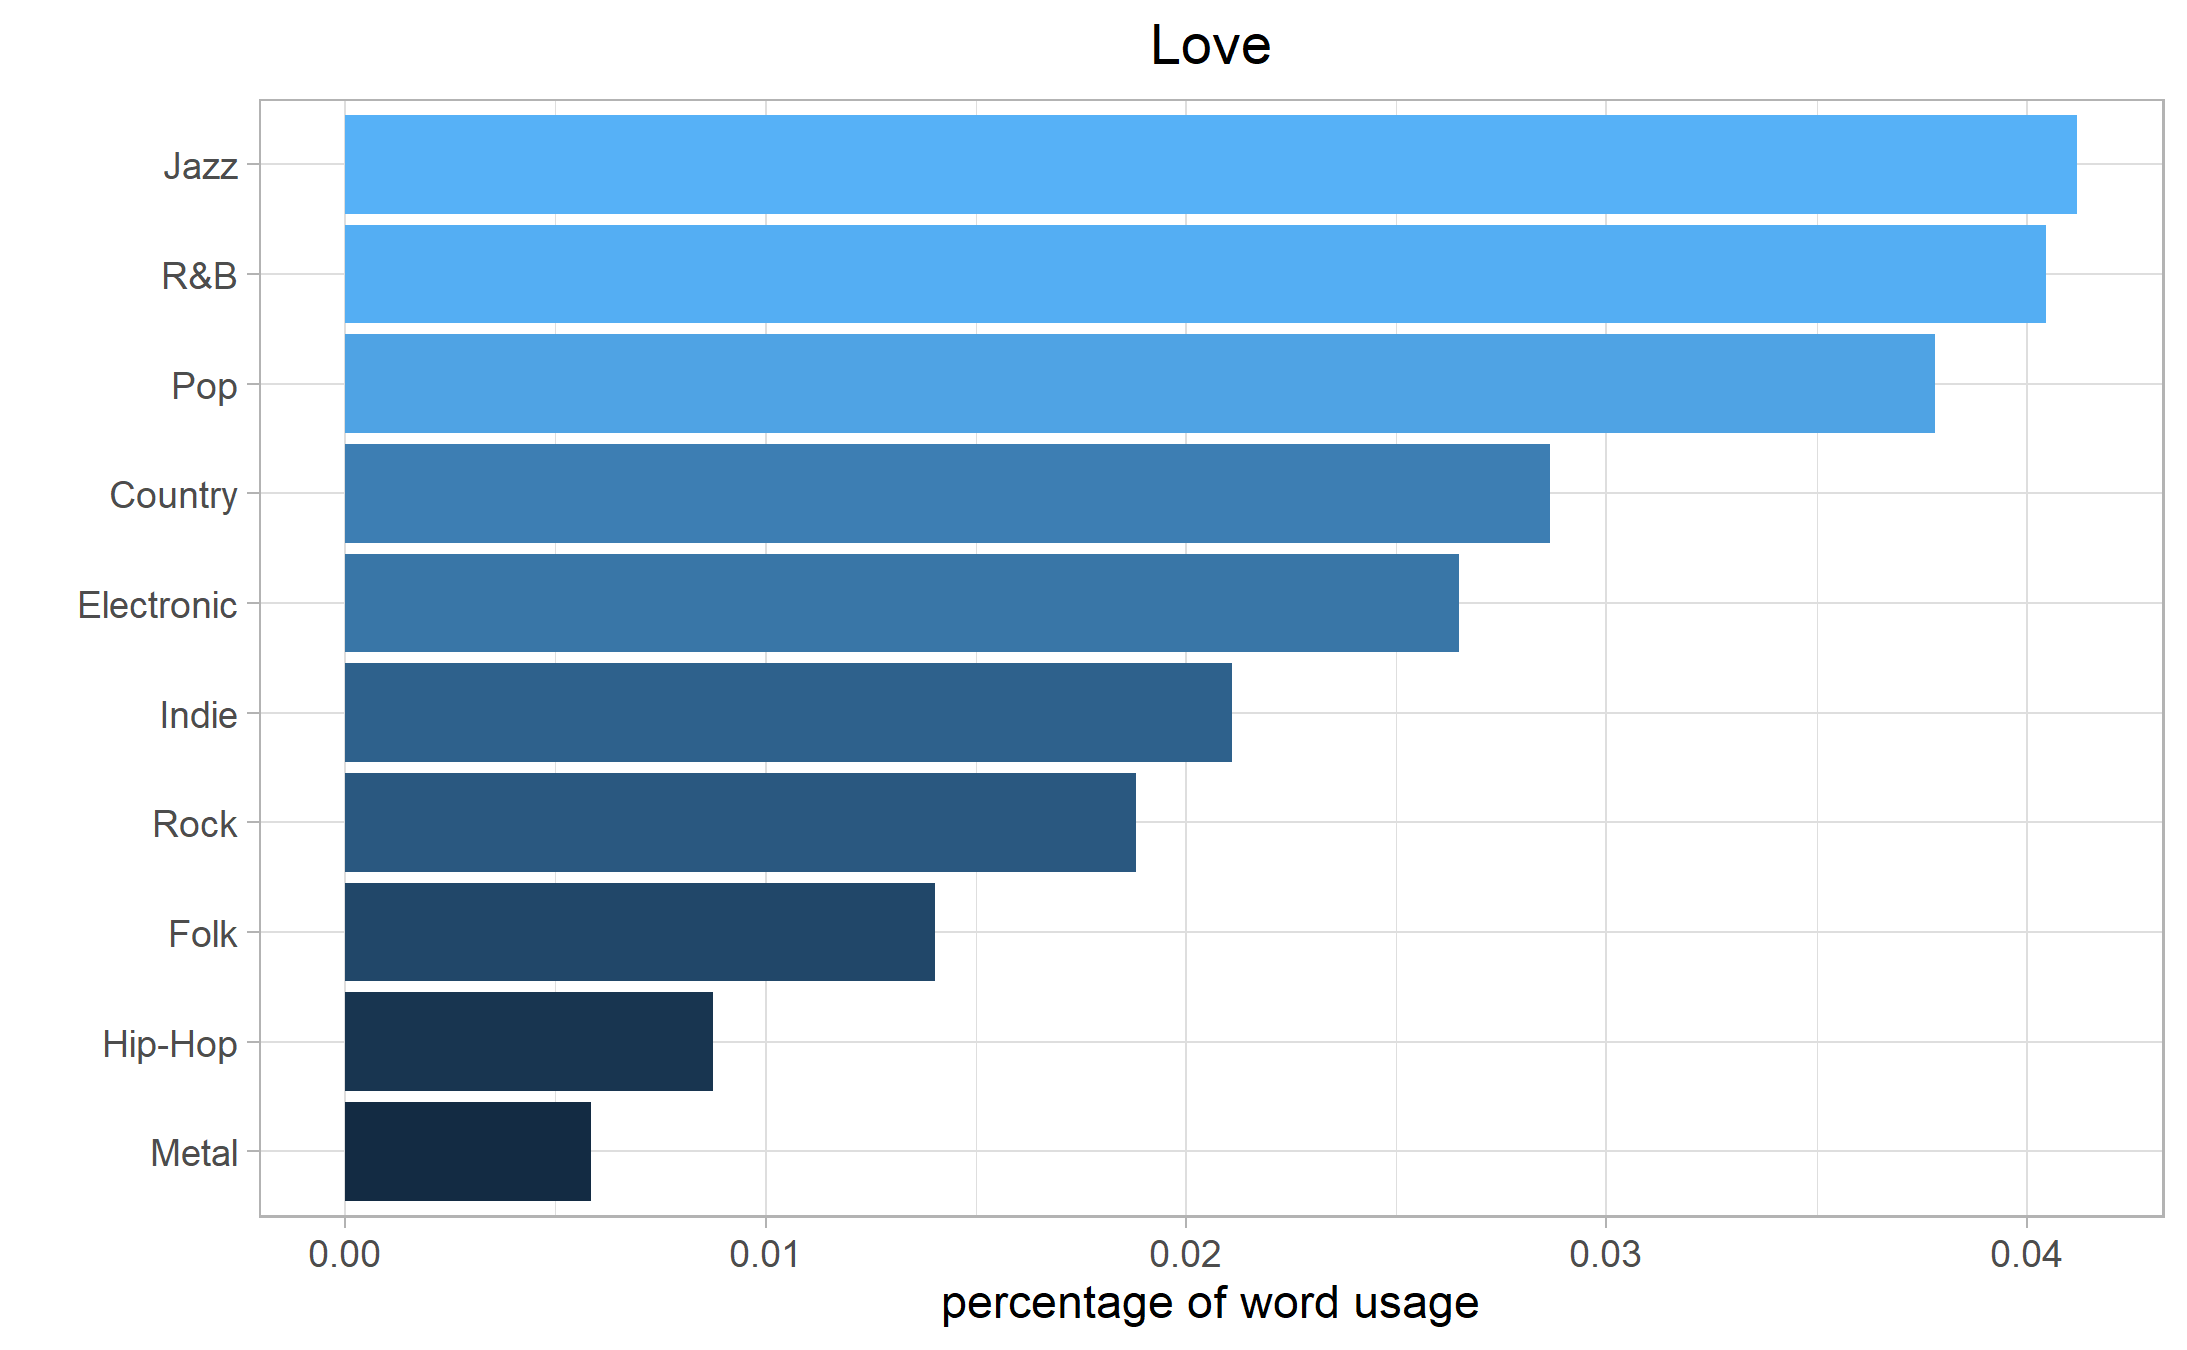 Love
Jazz
R&B
Pop
Country
Electronic
Indie
Rock
Folk
Hip-Hop
Metal
0.00 0.01 0.02 0.03 0.04
percentage of word usage